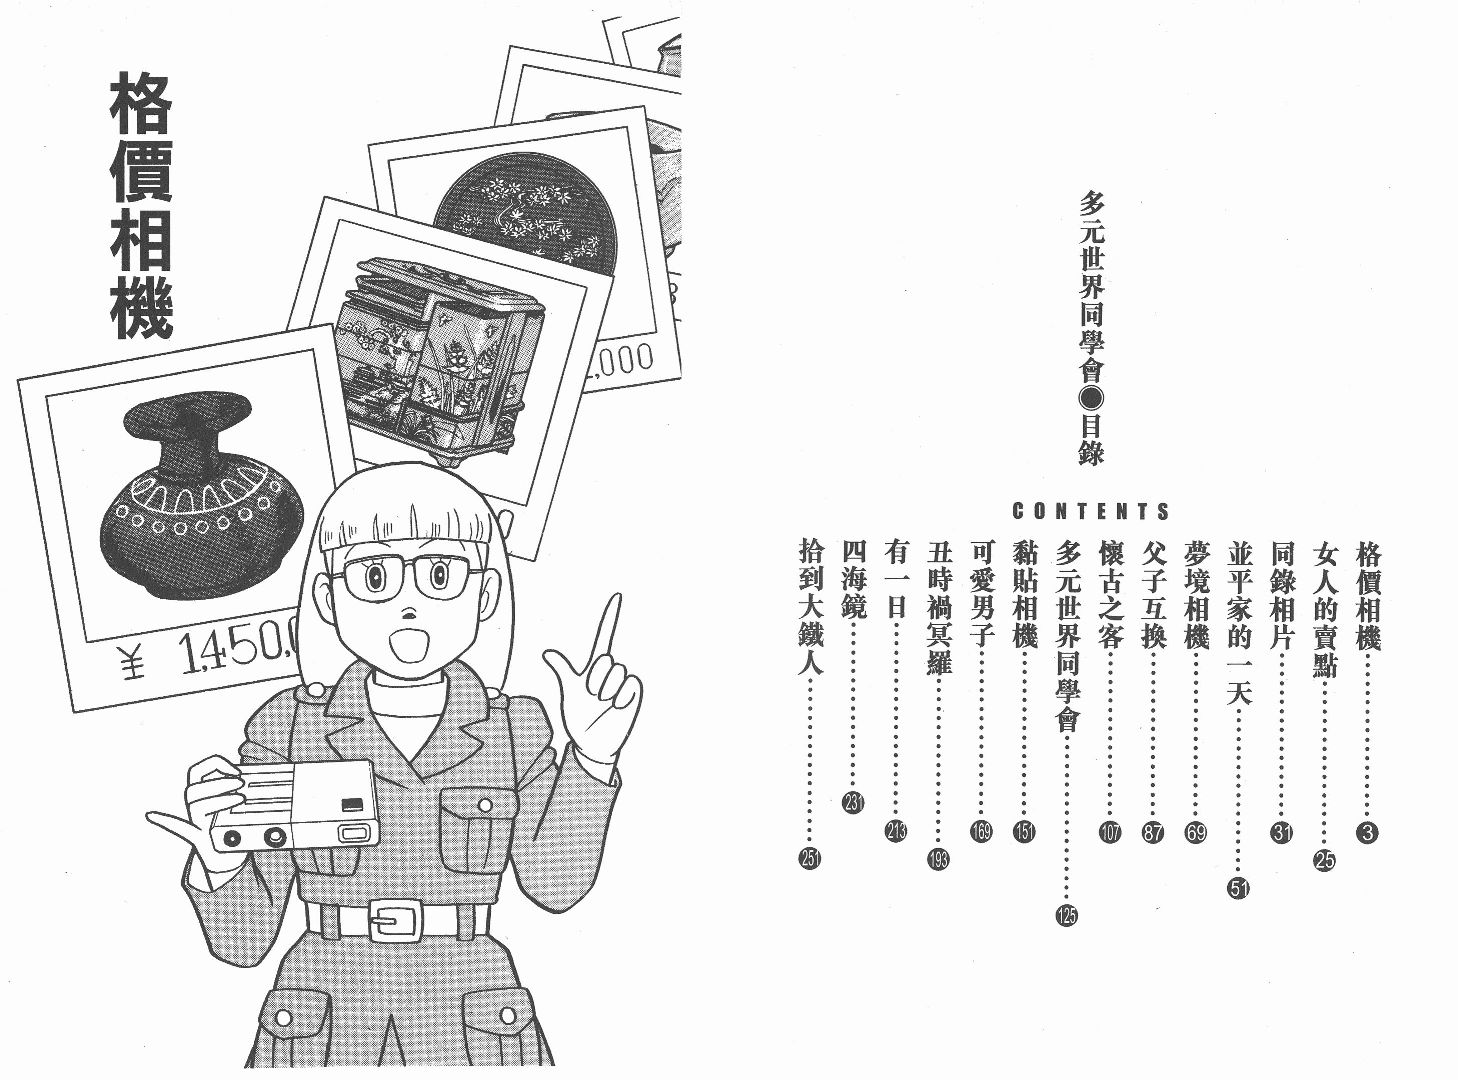 多元世界同學會◉目錄
CONTENTS
格價相機 3
女人的賣點 25
同錄相片 31
並平家的一天 51
夢境相機 69
父子互換 87
懷古之客 107
多元世界同學會 125
黏貼相機 151
可愛男子 169
丑時禍冥羅 193
有一日 213
四海鏡 231
拾到大鐵人 251
格價相機
,000
¥ 1,450,